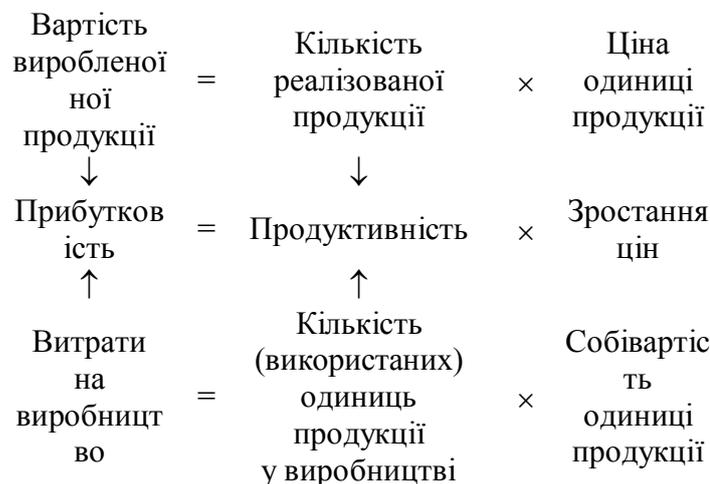 Вартість
виробленої
ної
продукції
=
Кількість
реалізованої
продукції
×
Ціна
одиниці
продукції
↓
↓
Прибутков
ість
=
Продуктивність
×
Зростання
цін
↑
↑
Витрати
на
виробницт
во
=
Кількість
(використаних)
одиниць
продукції
у виробництві
×
Собівартіс
ть
одиниці
продукції